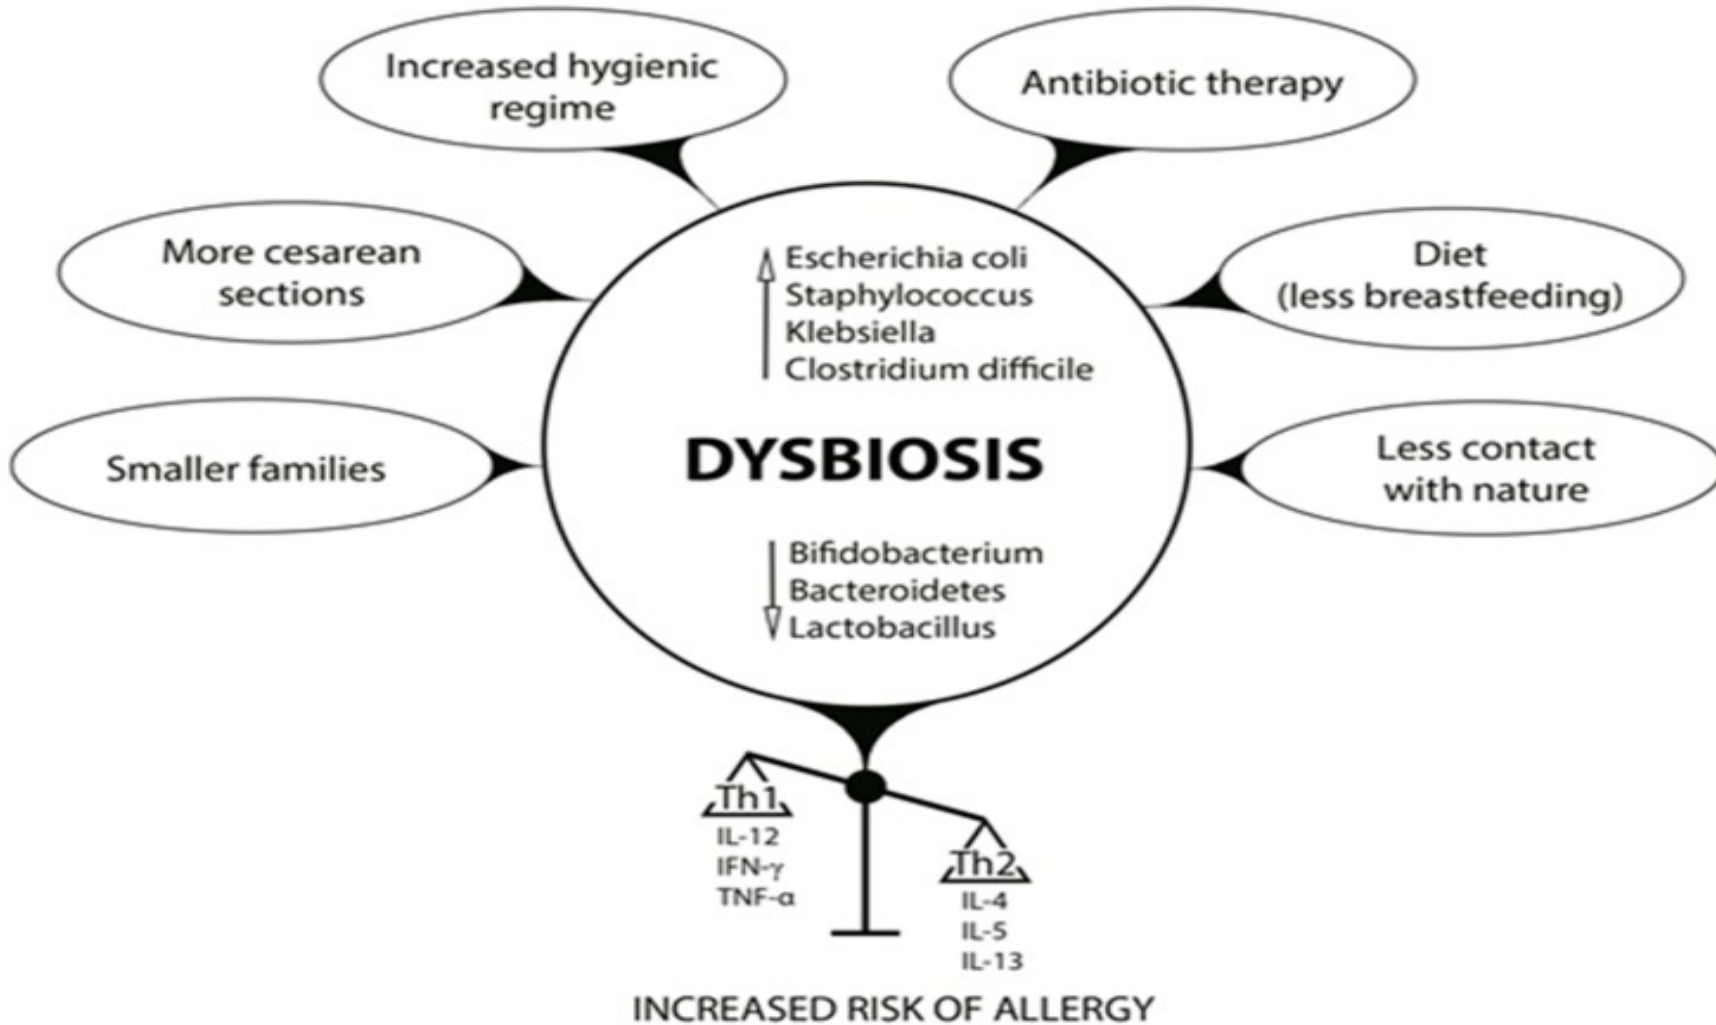 Increased hygienic
regime
Antibiotic therapy
More cesarean
sections
Diet
(less breastfeeding)
Smaller families
Less contact
with nature
Escherichia coli
Staphylococcus
Klebsiella
Clostridium difficile
DYSBIOSIS
Bifidobacterium
Bacteroidetes
Lactobacillus
Th1
IL-12
IFN-γ
TNF-α
Th2
IL-4
IL-5
IL-13
INCREASED RISK OF ALLERGY